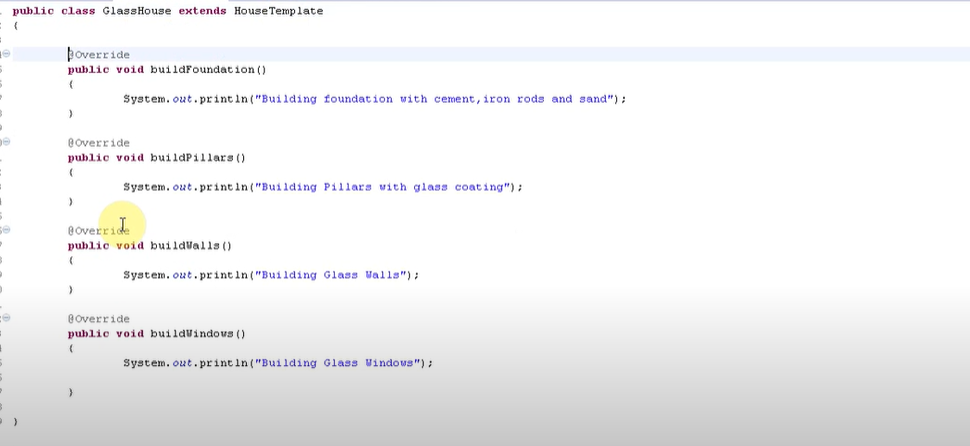 public class GlassHouse extends HouseTemplate
{
@Override
public void buildFoundation()
{
System.out.println("Building foundation with cement,iron rods and sand");
}
@Override
public void buildPillars()
{
System.out.println("Building Pillars with glass coating");
}
@Override
public void buildWalls()
{
System.out.println("Building Glass Walls");
}
@Override
public void buildWindows()
{
System.out.println("Building Glass Windows");
}
}